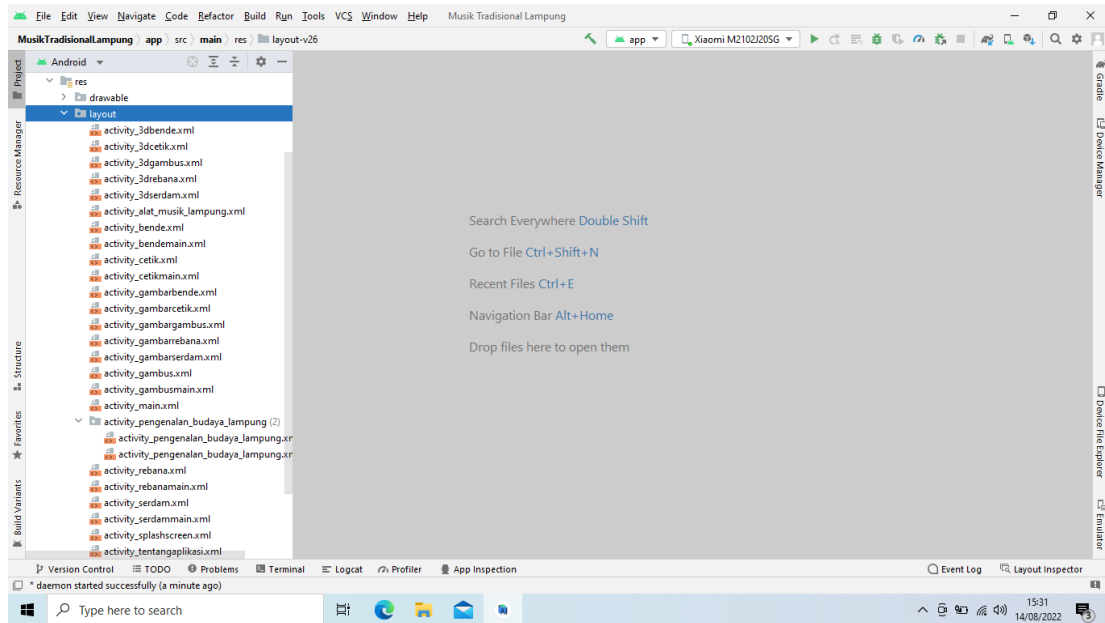 File Edit View Navigate Code Refactor Build Run Tools VCS Window Help Musik Tradisional Lampung
MusikTradisionalLampung app src main res layout-v26 app Xiaomi M2102J20SG
Android
res
drawable
layout
activity_3dbende.xml
activity_3dcetik.xml
activity_3dgambus.xml
activity_3drebana.xml
activity_3dserdam.xml
activity_alat_musik_lampung.xml
activity_bende.xml
activity_bendemain.xml
activity_cetik.xml
activity_cetikmain.xml
activity_gambarbende.xml
activity_gambarcetik.xml
activity_gambargambus.xml
activity_gambarrebana.xml
activity_gambarserdam.xml
activity_gambus.xml
activity_gambusmain.xml
activity_main.xml
activity_pengenalan_budaya_lampung (2)
activity_pengenalan_budaya_lampung.xr
activity_pengenalan_budaya_lampung.xr
activity_rebana.xml
activity_rebanamain.xml
activity_serdam.xml
activity_serdammain.xml
activity_splashscreen.xml
activity_tentangaplikasi.xml
Project
Resource Manager
Structure
Favorites
Build Variants
Search Everywhere Double Shift
Go to File Ctrl+Shift+N
Recent Files Ctrl+E
Navigation Bar Alt+Home
Drop files here to open them
Gradle
Device Manager
Device File Explorer
Emulator
Version Control TODO Problems Terminal Logcat Profiler App Inspection Event Log Layout Inspector
* daemon started successfully (a minute ago)
Type here to search
15:31
14/08/2022
3